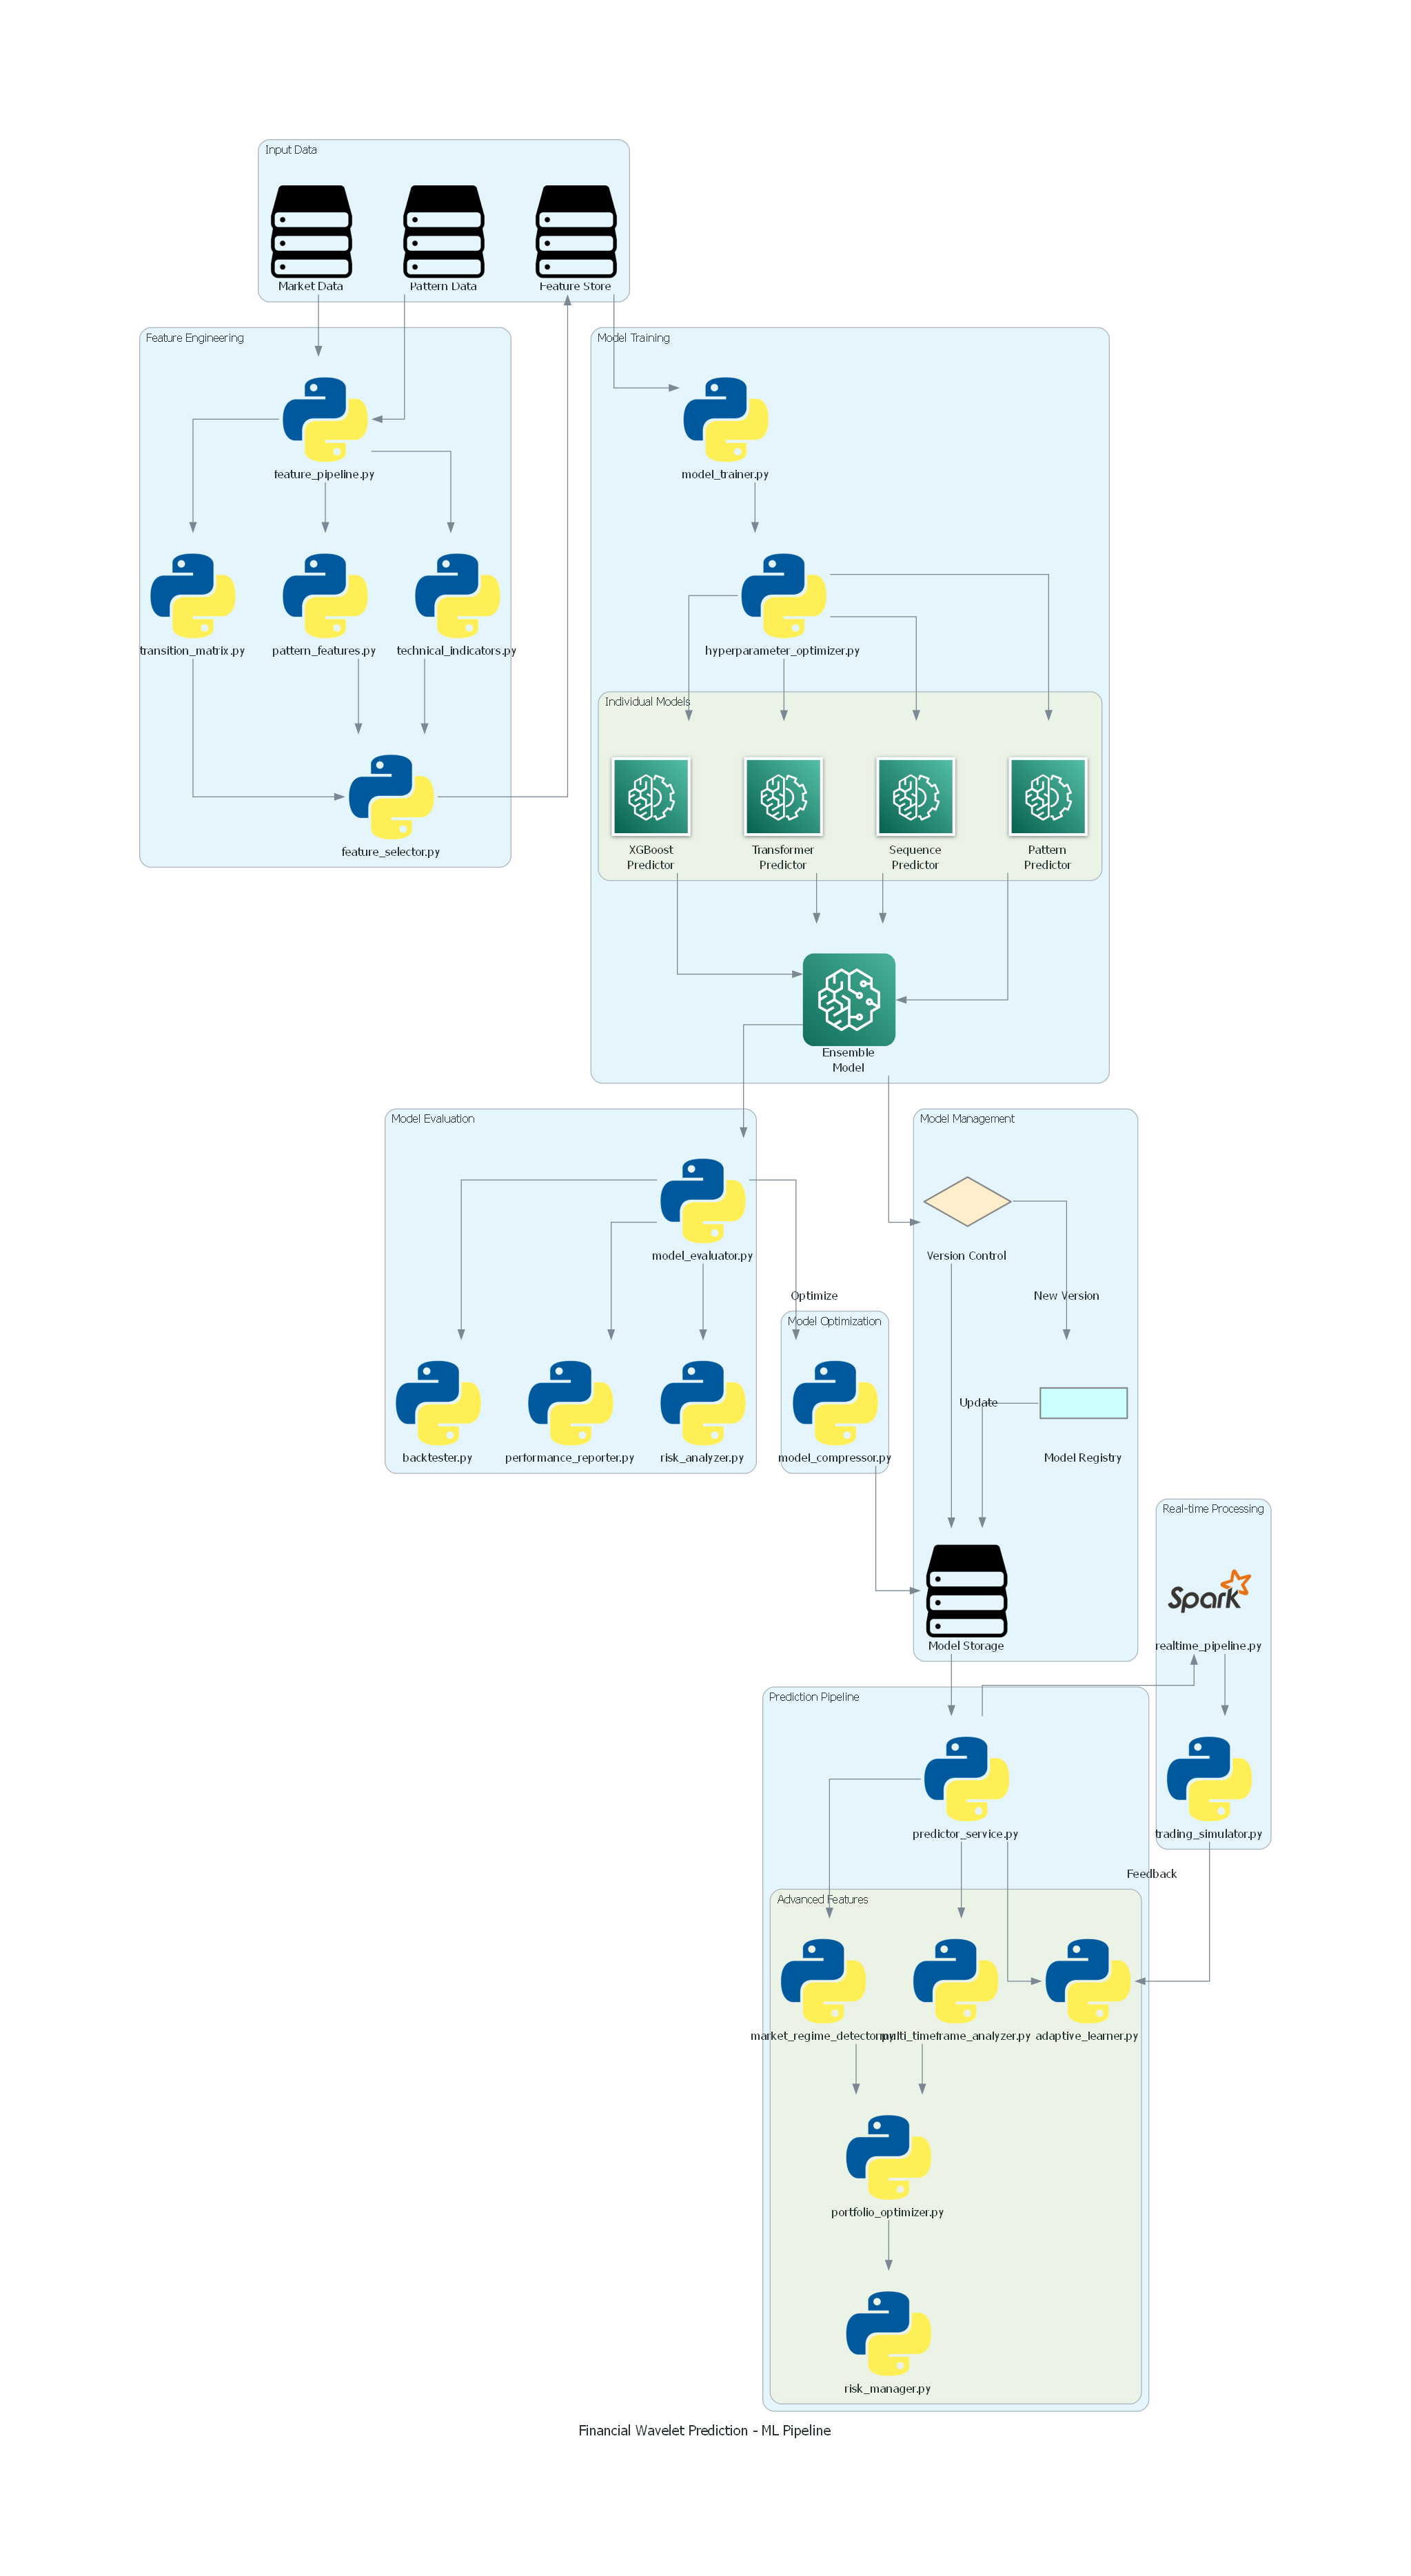 Input Data
Market Data
Pattern Data
Feature Store
Feature Engineering
Model Training
feature_pipeline.py
model_trainer.py
transition_matrix.py
pattern_features.py
technical_indicators.py
hyperparameter_optimizer.py
Individual Models
feature_selector.py
XGBoost
Predictor
Transformer
Predictor
Sequence
Predictor
Pattern
Predictor
Ensemble
Model
Model Evaluation
Model Management
model_evaluator.py
Version Control
Optimize
New Version
Model Optimization
Update
backtester.py
performance_reporter.py
risk_analyzer.py
model_compressor.py
Model Registry
Real-time Processing
Spark
Model Storage
realtime_pipeline.py
Prediction Pipeline
predictor_service.py
trading_simulator.py
Feedback
Advanced Features
market_regime_detector.py
multi_timeframe_analyzer.py
adaptive_learner.py
portfolio_optimizer.py
risk_manager.py
Financial Wavelet Prediction - ML Pipeline